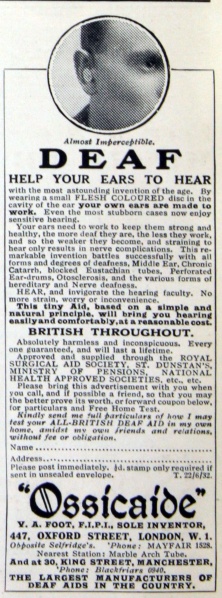 Almost Imperceptible.
DEAF
HELP YOUR EARS TO HEAR
with the most astounding invention of the age. By
wearing a small FLESH COLOURED disc in the
cavity of the ear your own ears are made to
work. Even the most stubborn cases now enjoy
sensitive hearing.
Your ears need to work to keep them strong and
healthy, the more deaf they are, the less they work,
and so the weaker they become, and straining to
hear only results in nerve complications. This re-
markable invention battles successfully with all
forms and degrees of deafness, Middle Ear, Chronic
Catarrh, blocked Eustachian tubes, Perforated
Ear-drums, Otosclerosis, and the various forms of
hereditary and Nerve deafness.
HEAR, and invigorate the hearing faculty. No
more strain, worry or inconvenience.
This tiny Aid, based on a simple and
natural principle, will bring you hearing
easily and comfortably, at a reasonable cost.
BRITISH THROUGHOUT.
Absolutely harmless and inconspicuous. Every
one guaranteed, and will last a lifetime.
Approved and supplied through the ROYAL
SURGICAL AID SOCIETY, ST. DUNSTAN'S,
MINISTRY OF PENSIONS, NATIONAL
HEALTH APPROVED SOCIETIES, etc., etc.
Please bring this advertisement with you when
you call, and if possible a friend, so that you may
the better prove its worth, or forward coupon below,
for particulars and Free Home Test.
Kindly send me full particulars of how I may
test your ALL-BRITISH DEAF AID in my own
home, amidst my own friends and relations,
without fee or obligation.
Name
Address
Please post immediately. ½d. stamp only required if
sent in unsealed envelope. T. 22/6/32.
"Ossicaide"
V. A. FOOT, F.I.P.I., SOLE INVENTOR,
447, OXFORD STREET, LONDON, W.1.
Opposite Selfridge's. 'Phone: MAYFAIR 1528.
Nearest Station: Marble Arch Tube.
And at 30, KING STREET, MANCHESTER,
'Phone: Blackfriars 6940.
THE LARGEST MANUFACTURERS OF
DEAF AIDS IN THE COUNTRY.